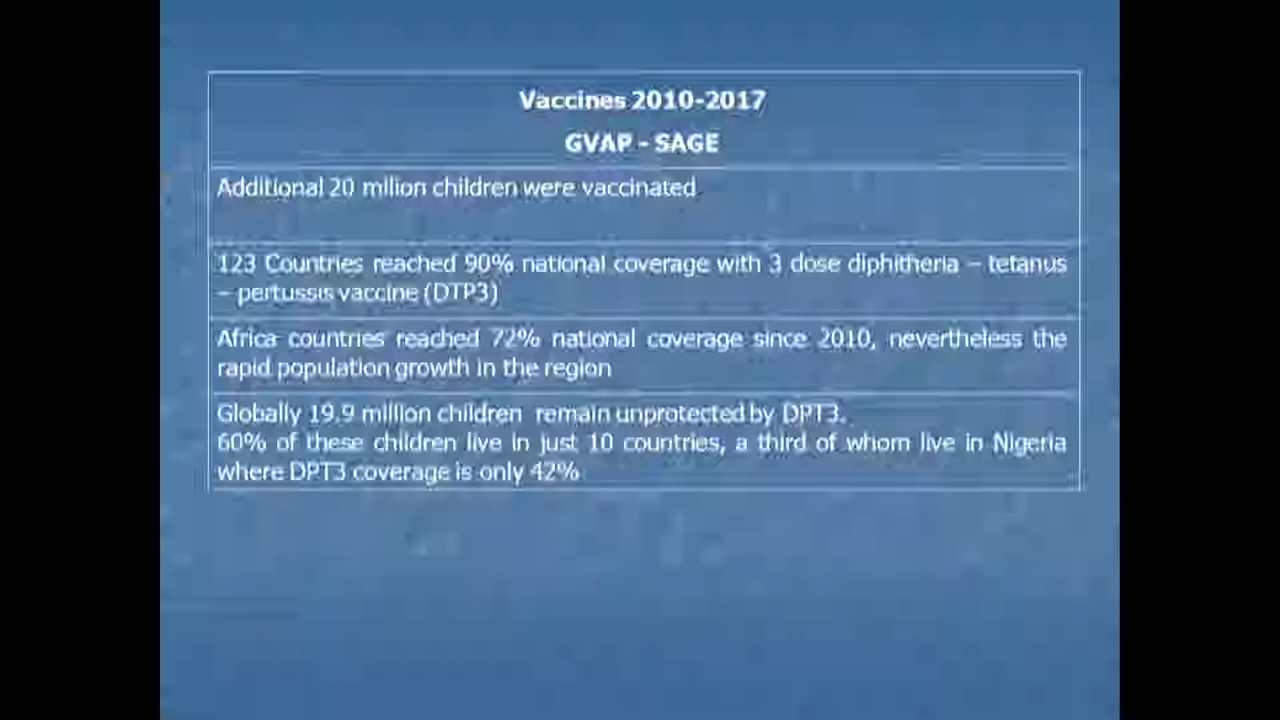 Vaccines 2010-2017
GVAP - SAGE
Additional 20 milion children were vaccinated
123 Countries reached 90% national coverage with 3 dose diphitheria – tetanus
– pertussis vaccine (DTP3)
Africa countries reached 72% national coverage since 2010, nevertheless the
rapid population growth in the region
Globally 19.9 million children remain unprotected by DPT3.
60% of these children live in just 10 countries, a third of whom live in Nigeria
where DPT3 coverage is only 42%